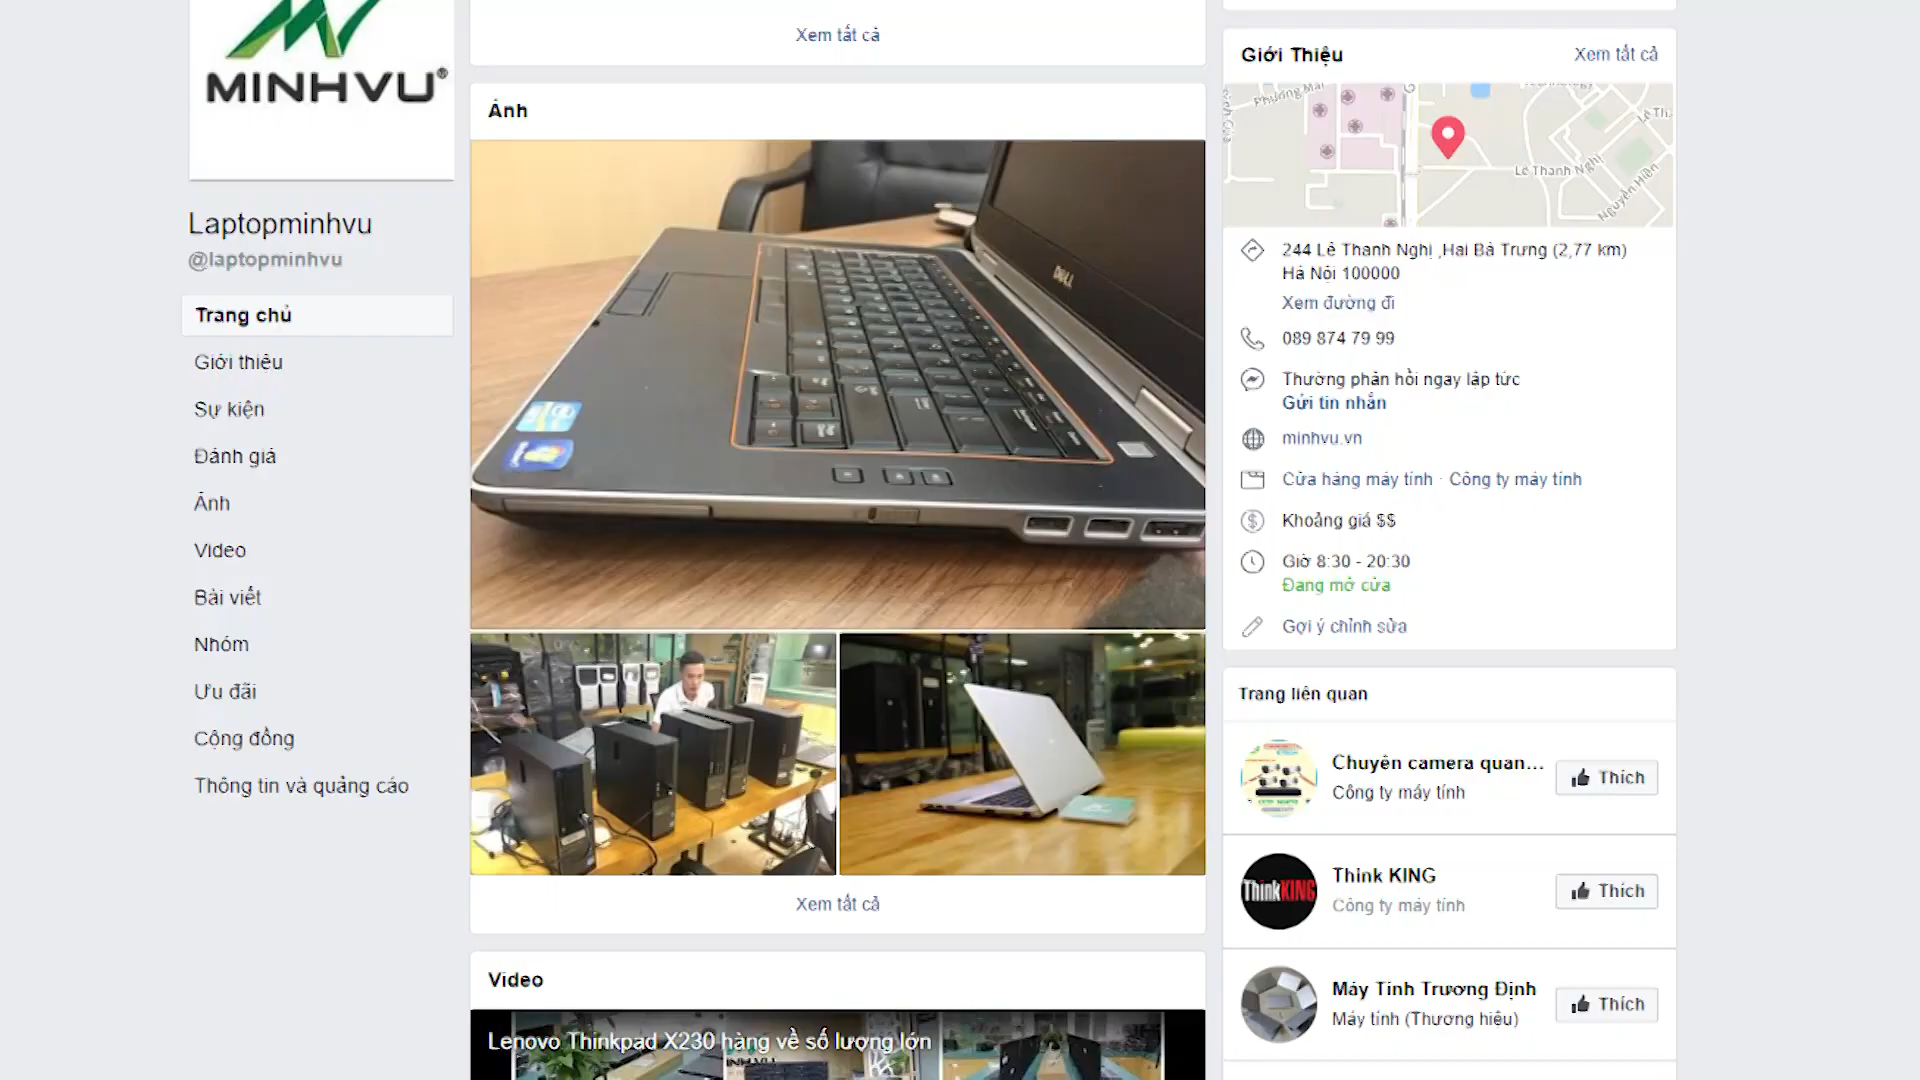 MINHVU®
Laptopminhvu
@laptopminhvu
Trang chủ
Giới thiệu
Sự kiện
Đánh giá
Ảnh
Video
Bài viết
Nhóm
Ưu đãi
Cộng đồng
Thông tin và quảng cáo
Xem tất cả
Ảnh
DELL
Xem tất cả
Video
Lenovo Thinkpad X230 hàng về số lượng lớn
Giới Thiệu
Xem tất cả
Phương Mai
Lê Thanh Nghị
Nguyễn Hiền
244 Lê Thanh Nghị ,Hai Bà Trưng (2,77 km)
Hà Nội 100000
Xem đường đi
089 874 79 99
Thường phản hồi ngay lập tức
Gửi tin nhắn
minhvu.vn
Cửa hàng máy tính · Công ty máy tính
Khoảng giá $$
Giờ 8:30 - 20:30
Đang mở cửa
Gợi ý chỉnh sửa
Trang liên quan
Chuyên camera quan...
Công ty máy tính
Thích
ThinkKING
Think KING
Công ty máy tính
Thích
Máy Tính Trương Định
Máy tính (Thương hiệu)
Thích